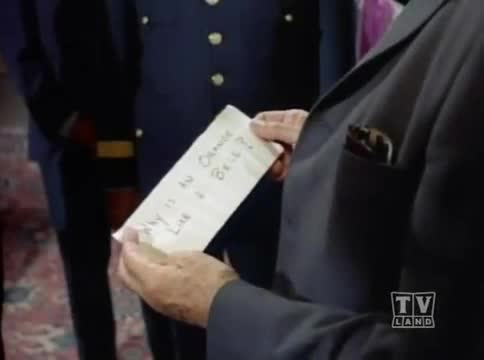 WHY IS AN ORANGE
LIKE A BELL?
TV
LAND